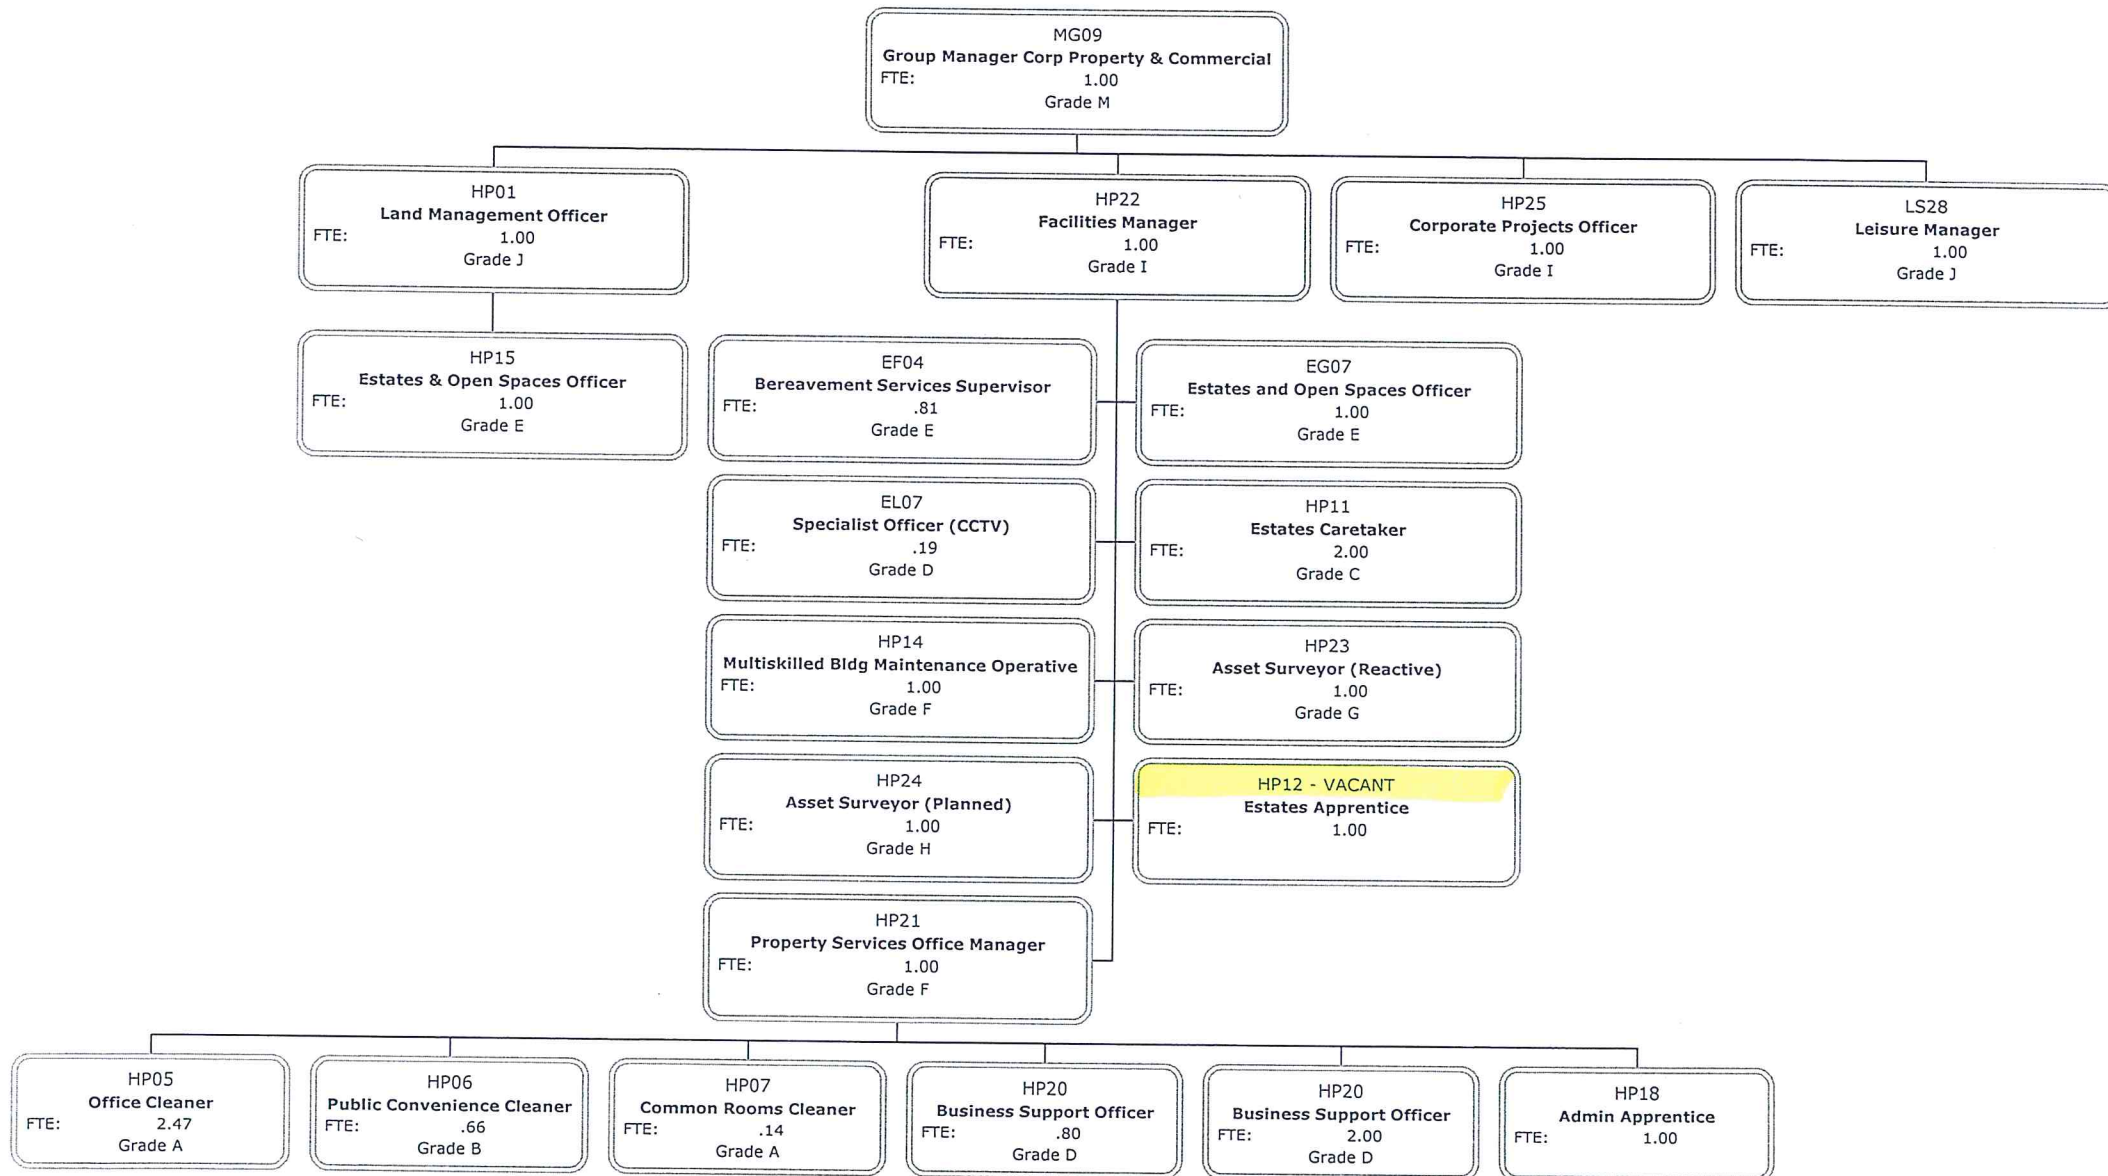 MG09
Group Manager Corp Property & Commercial
FTE: 1.00
Grade M
HP01
Land Management Officer
FTE: 1.00
Grade J
HP22
Facilities Manager
FTE: 1.00
Grade I
HP25
Corporate Projects Officer
FTE: 1.00
Grade I
LS28
Leisure Manager
FTE: 1.00
Grade J
HP15
Estates & Open Spaces Officer
FTE: 1.00
Grade E
EF04
Bereavement Services Supervisor
FTE: .81
Grade E
EG07
Estates and Open Spaces Officer
FTE: 1.00
Grade E
EL07
Specialist Officer (CCTV)
FTE: .19
Grade D
HP11
Estates Caretaker
FTE: 2.00
Grade C
HP14
Multiskilled Bldg Maintenance Operative
FTE: 1.00
Grade F
HP23
Asset Surveyor (Reactive)
FTE: 1.00
Grade G
HP24
Asset Surveyor (Planned)
FTE: 1.00
Grade H
HP12 - VACANT
Estates Apprentice
FTE: 1.00
HP21
Property Services Office Manager
FTE: 1.00
Grade F
HP05
Office Cleaner
FTE: 2.47
Grade A
HP06
Public Convenience Cleaner
FTE: .66
Grade B
HP07
Common Rooms Cleaner
FTE: .14
Grade A
HP20
Business Support Officer
FTE: .80
Grade D
HP20
Business Support Officer
FTE: 2.00
Grade D
HP18
Admin Apprentice
FTE: 1.00